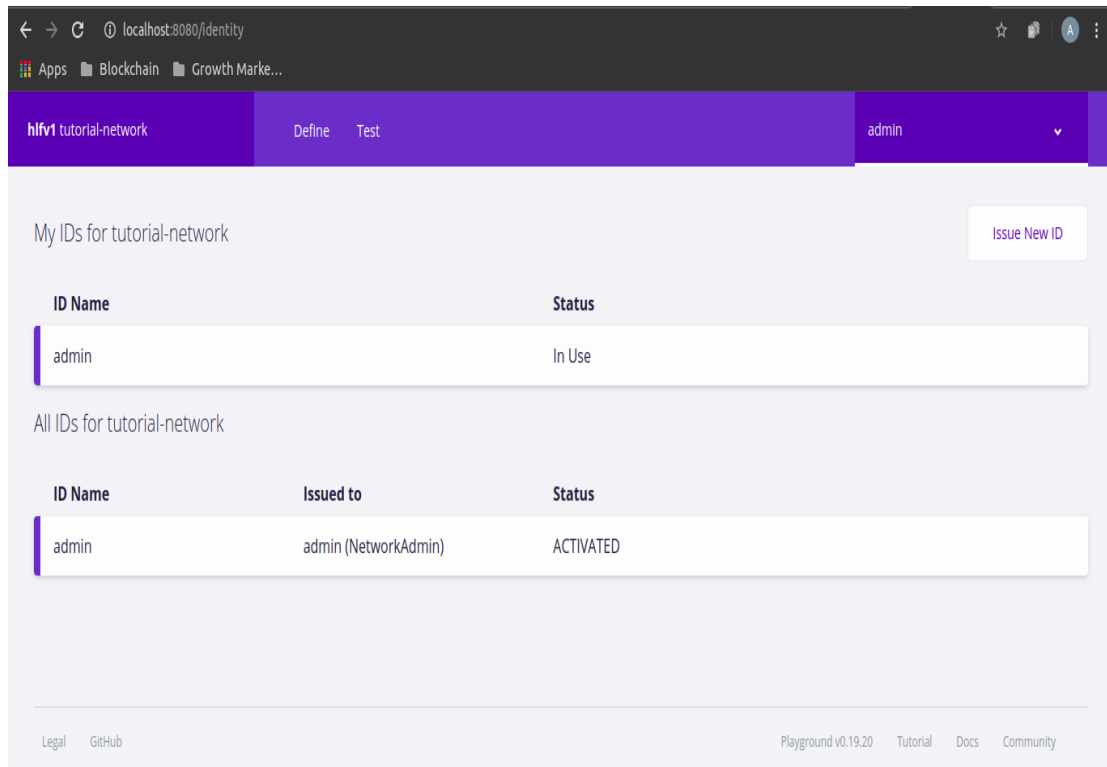 localhost:8080/identity
A
Apps Blockchain Growth Marke...
hlfv1 tutorial-network Define Test admin
My IDs for tutorial-network Issue New ID
ID Name Status
admin In Use
All IDs for tutorial-network
ID Name Issued to Status
admin admin (NetworkAdmin) ACTIVATED
Legal GitHub Playground v0.19.20 Tutorial Docs Community